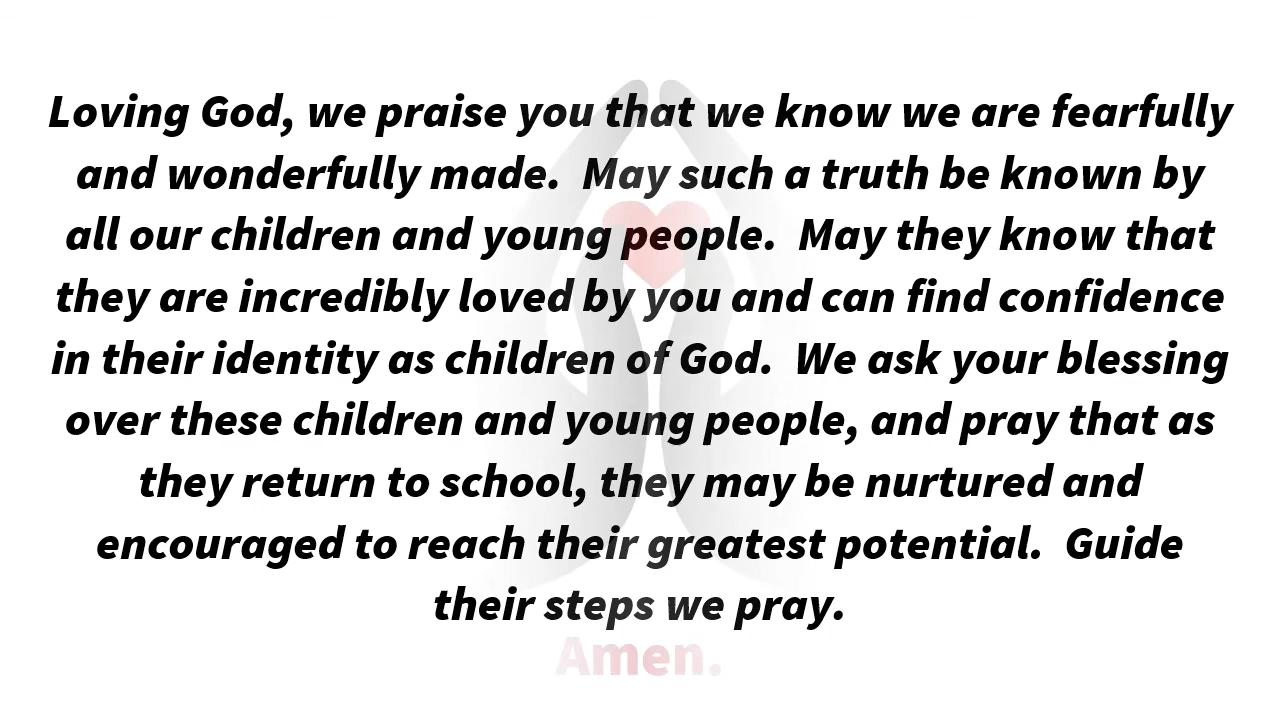 Loving God, we praise you that we know we are fearfully
and wonderfully made.  May such a truth be known by
all our children and young people.  May they know that
they are incredibly loved by you and can find confidence
in their identity as children of God.  We ask your blessing
over these children and young people, and pray that as
they return to school, they may be nurtured and
encouraged to reach their greatest potential.  Guide
their steps we pray.
Amen.